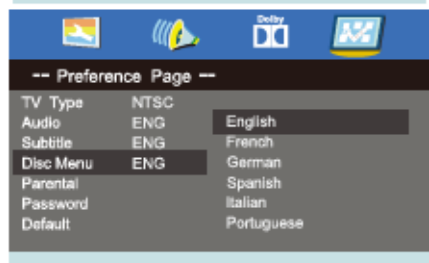 Dolby
-- Preference Page --
TV Type NTSC
Audio ENG English
Subtitle ENG French
Disc Menu ENG German
Parental Spanish
Password Italian
Default Portuguese